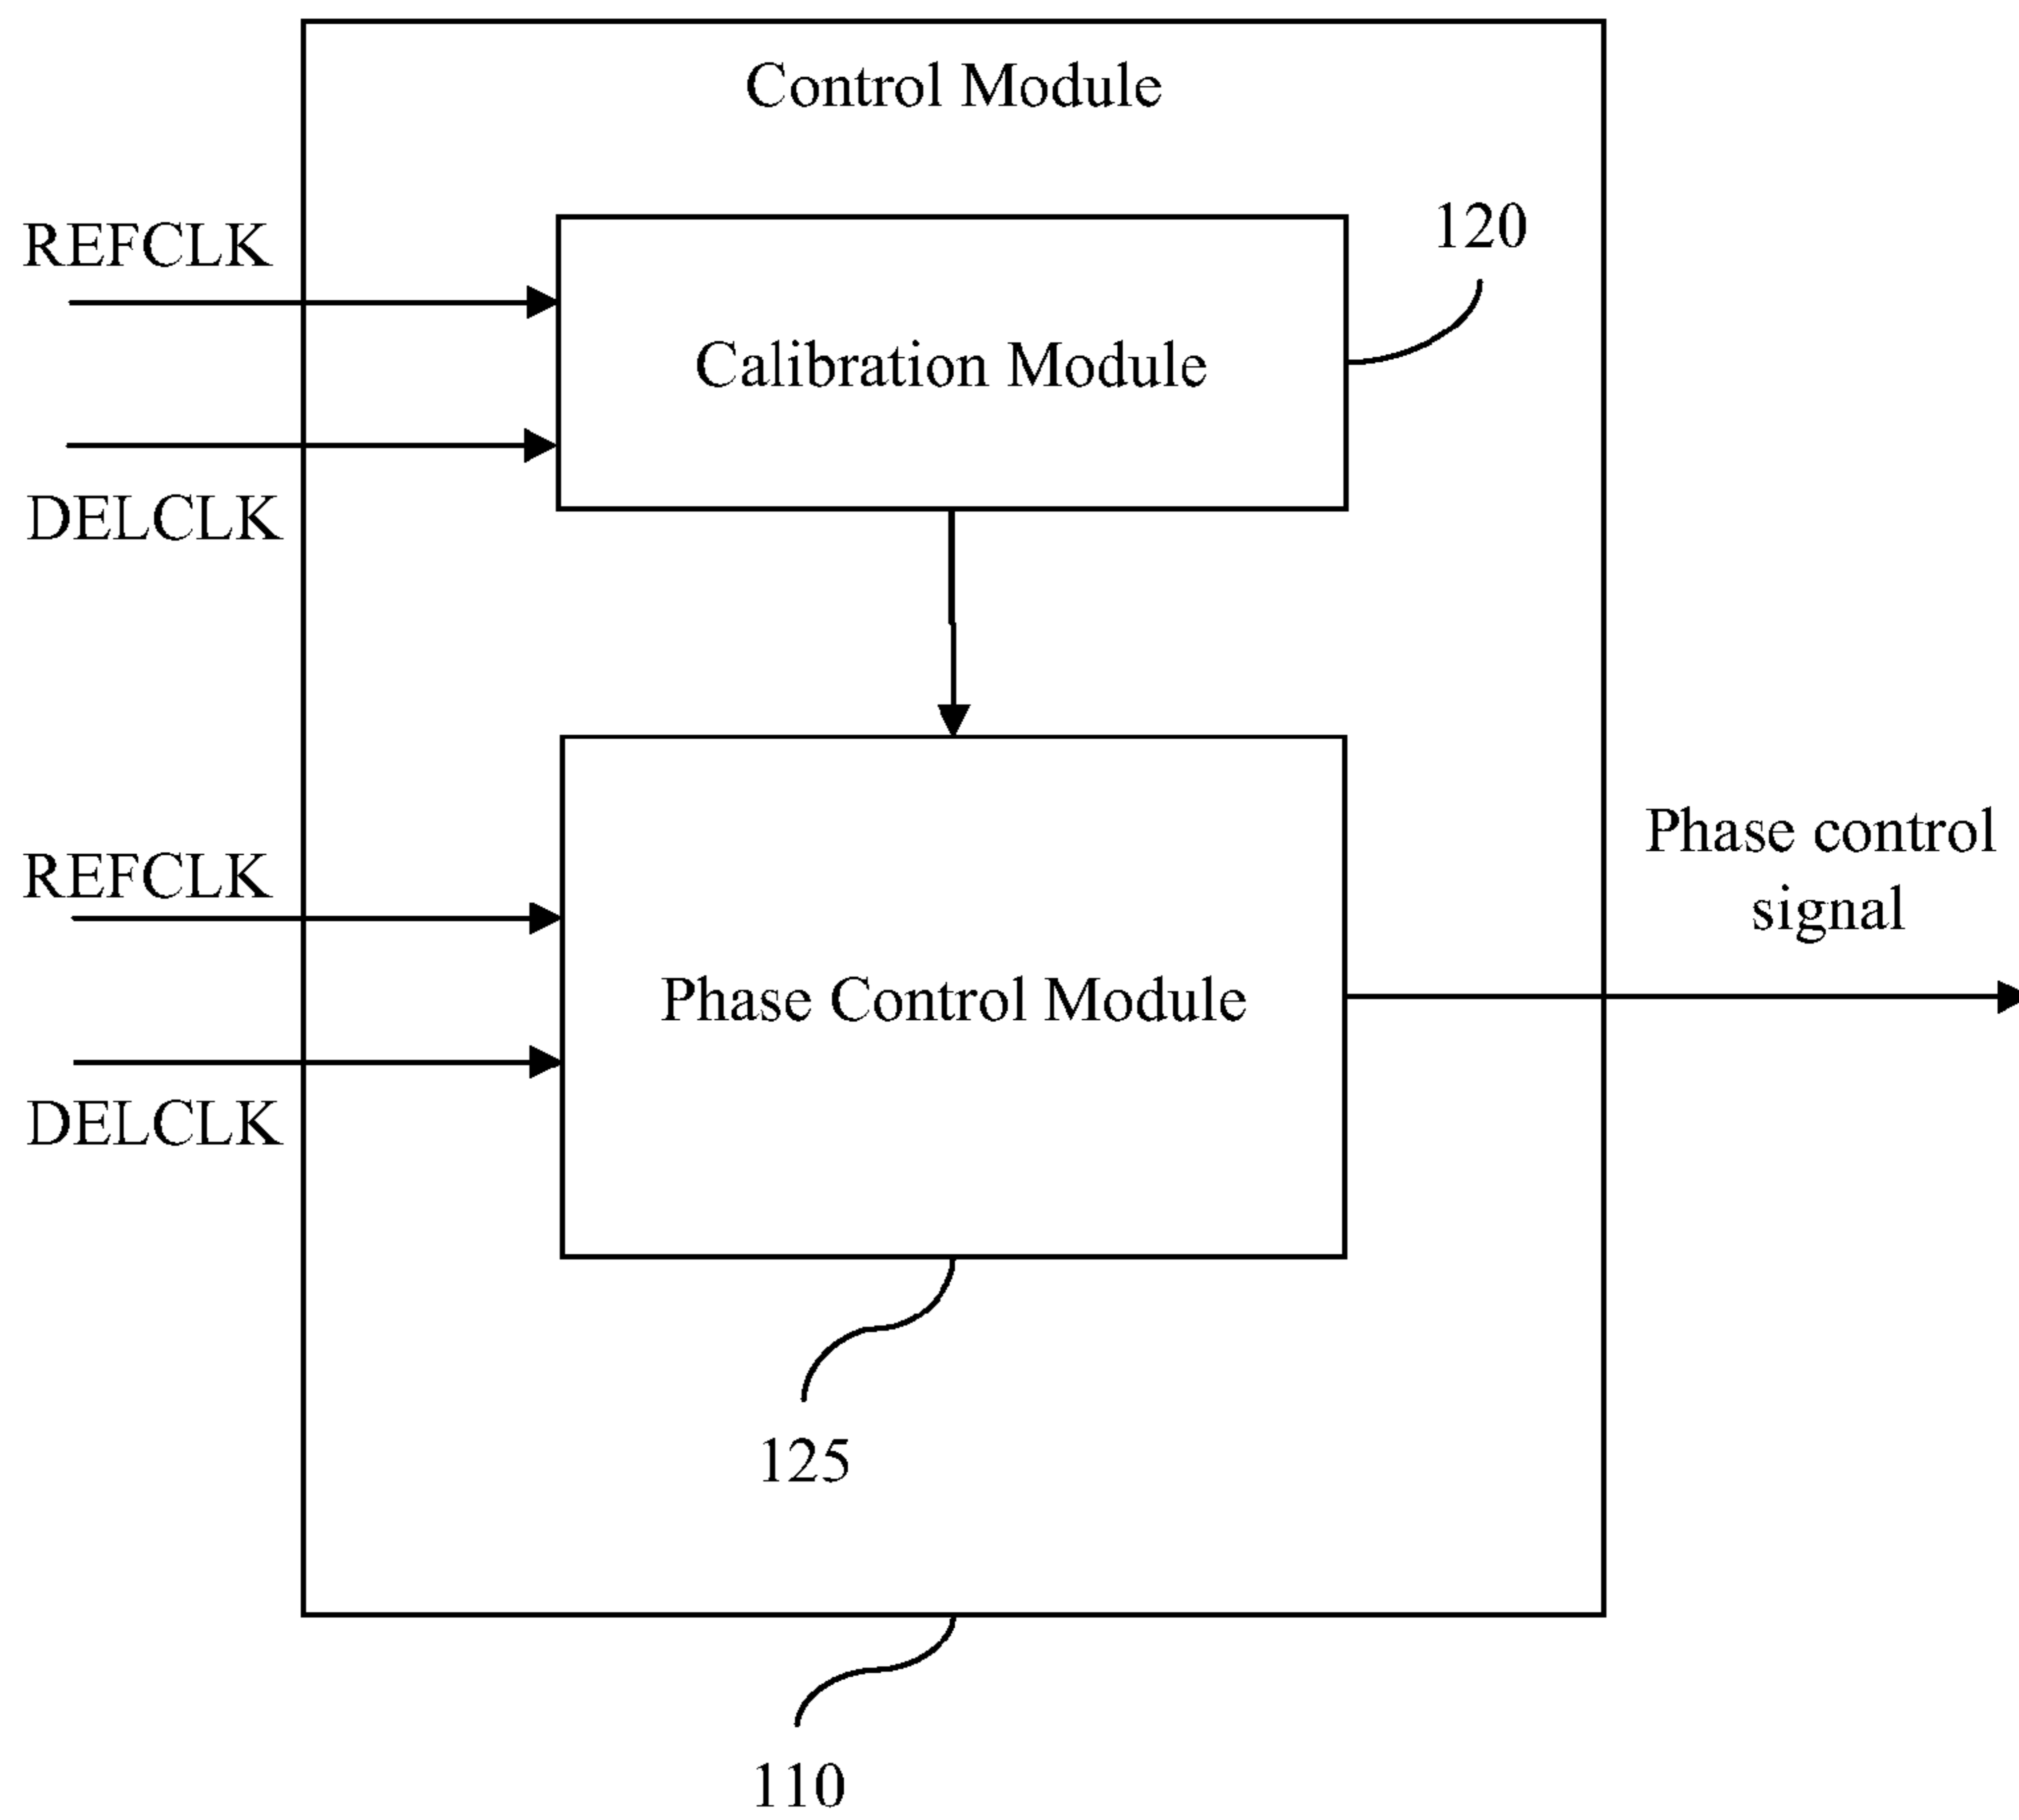 Control Module
REFCLK
120
Calibration Module
DELCLK
Phase control
signal
REFCLK
Phase Control Module
DELCLK
125
110